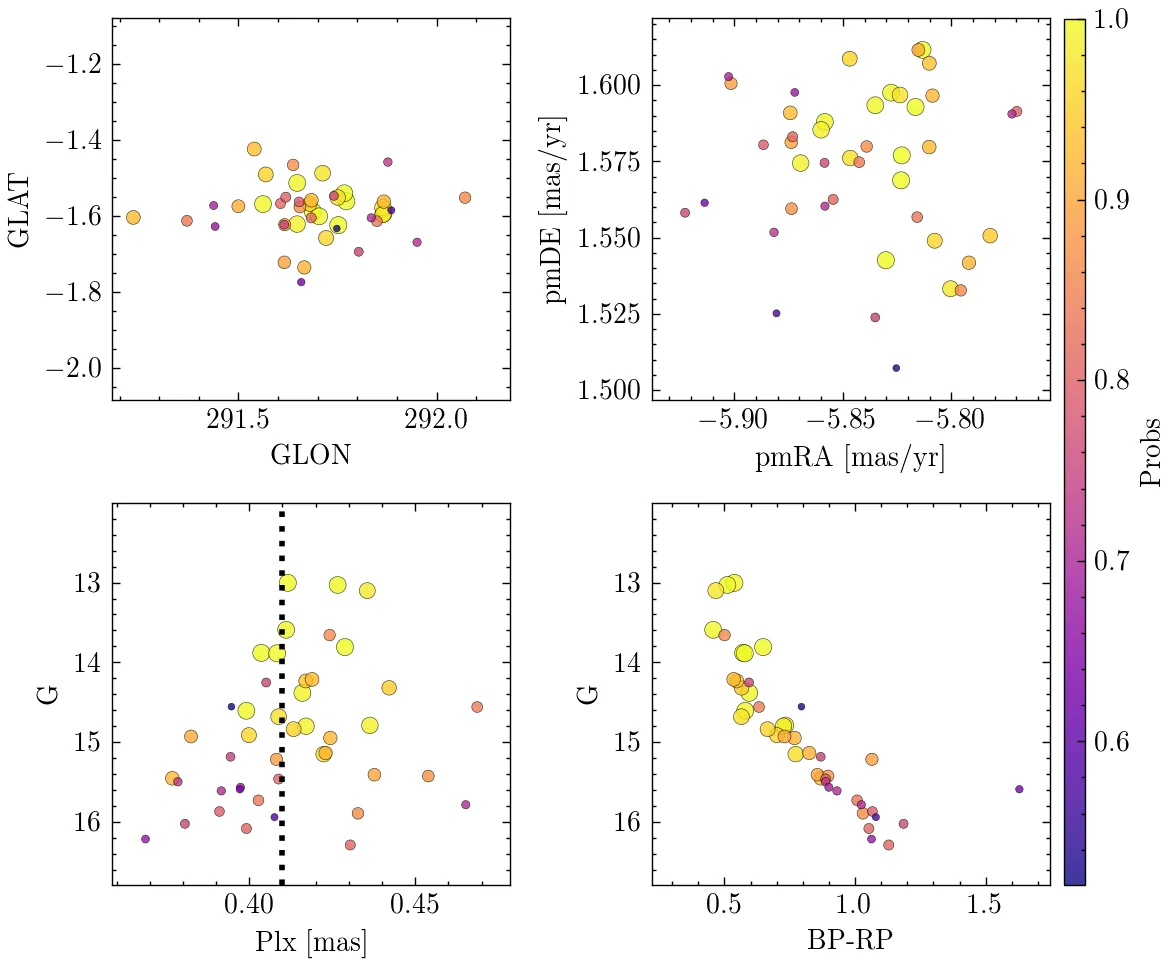 −1.2
−1.4
−1.6
−1.8
−2.0
GLAT
291.5 292.0
GLON
1.600
1.575
1.550
1.525
1.500
pmDE [mas/yr]
−5.90 −5.85 −5.80
pmRA [mas/yr]
13
14
15
16
G
0.40 0.45
Plx [mas]
13
14
15
16
G
0.5 1.0 1.5
BP-RP
1.0
0.9
0.8
0.7
0.6
Probs